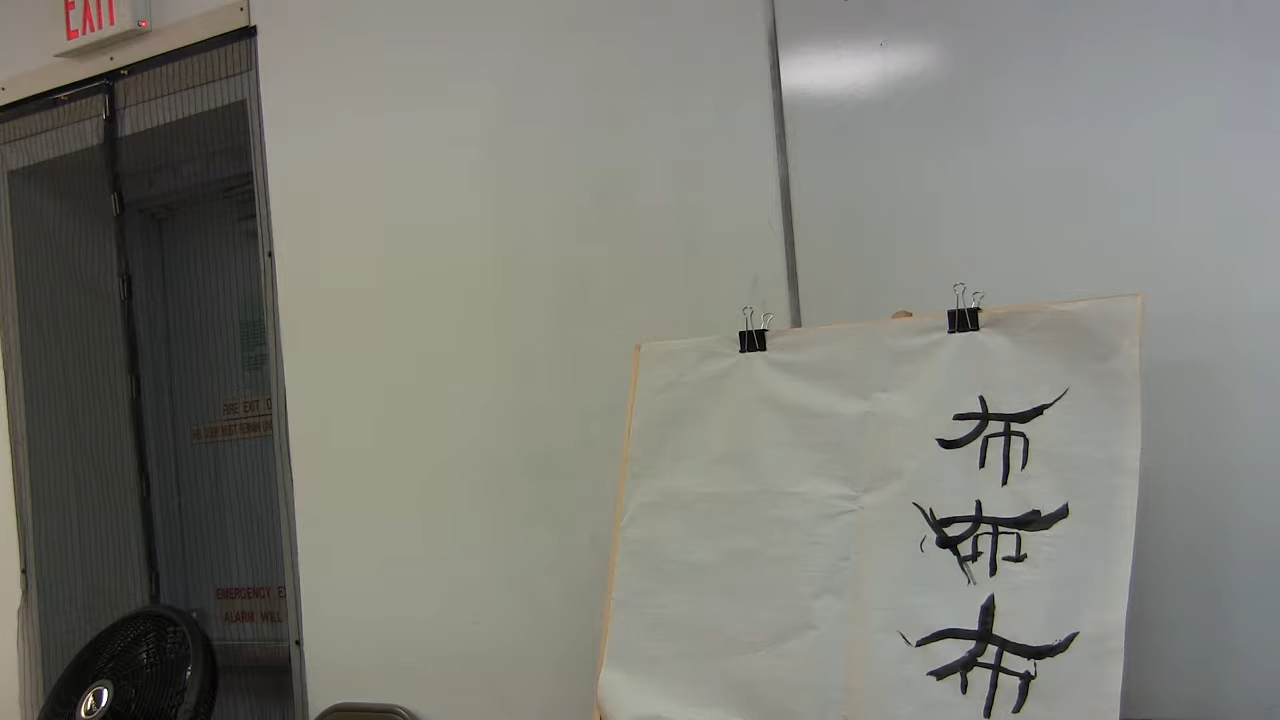 EXIT
FIRE EXIT
EMERGENCY
ALARM WILL
布
布
布